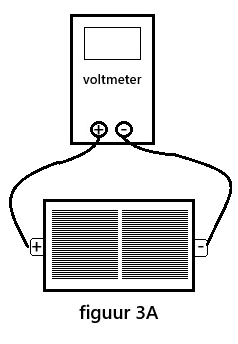 voltmeter
+ -
+ -
figuur 3A